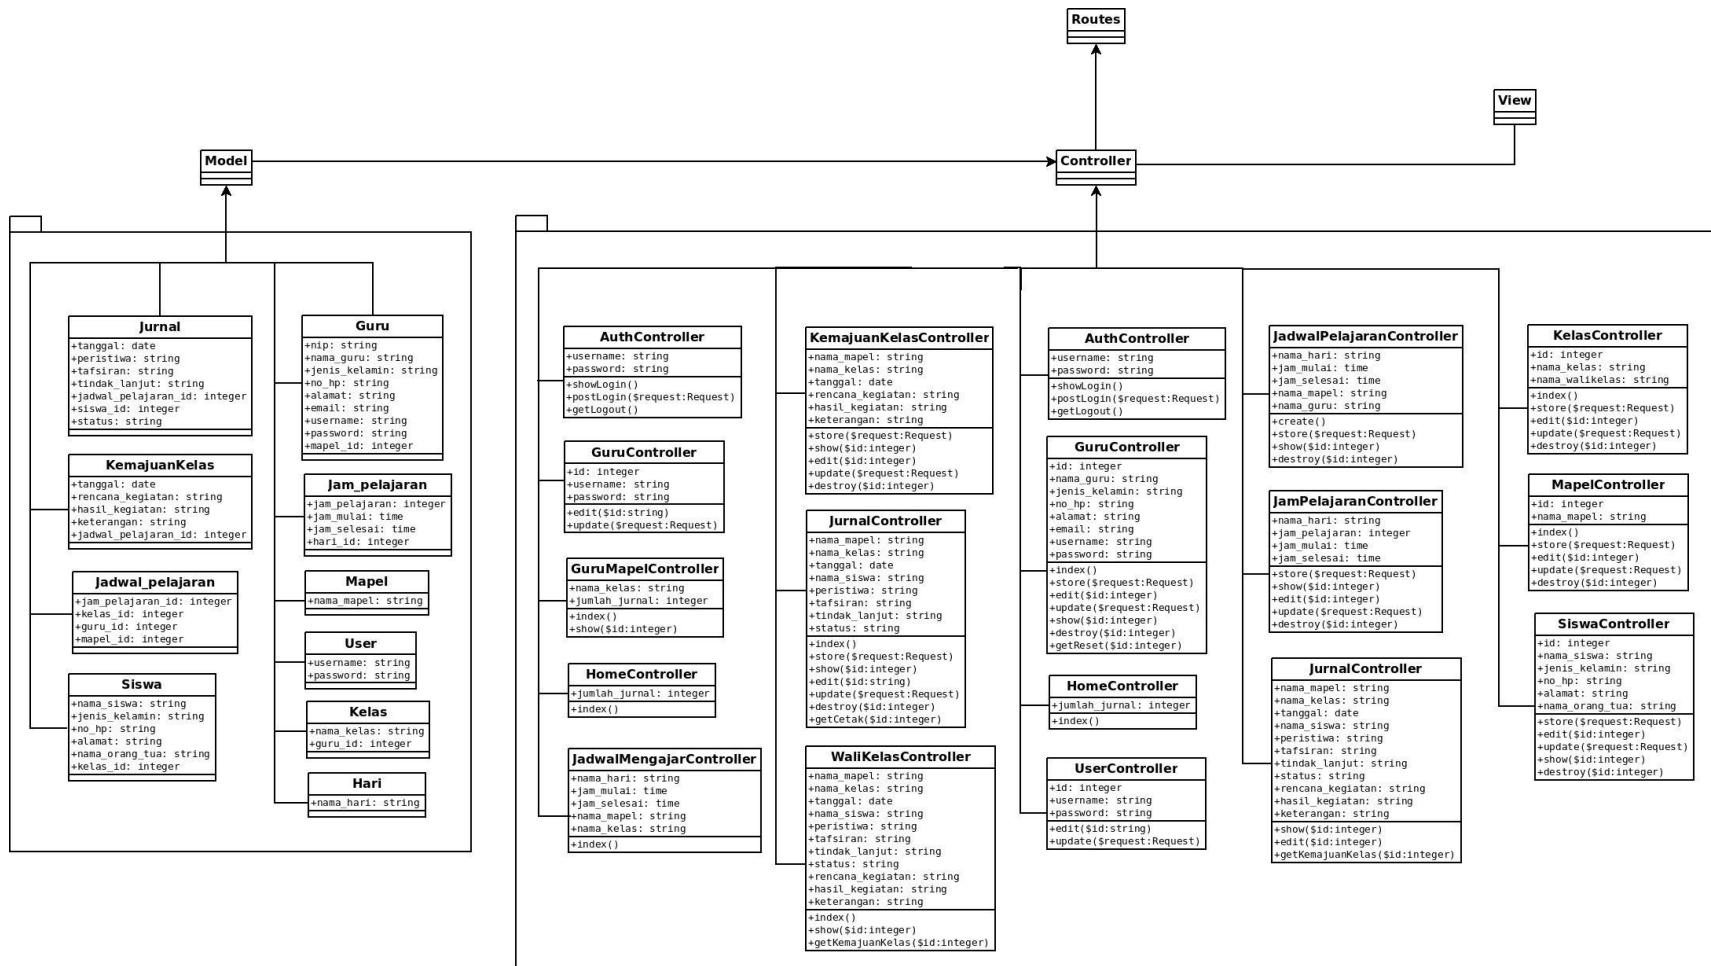 Routes
View
Model
Controller
Jurnal
+tanggal: date
+peristiwa: string
+tafsiran: string
+tindak_lanjut: string
+jadwal_pelajaran_id: integer
+siswa_id: integer
+status: string
KemajuanKelas
+tanggal: date
+rencana_kegiatan: string
+hasil_kegiatan: string
+keterangan: string
+jadwal_pelajaran_id: integer
Jadwal_pelajaran
+jam_pelajaran_id: integer
+kelas_id: integer
+guru_id: integer
+mapel_id: integer
Siswa
+nama_siswa: string
+jenis_kelamin: string
+no_hp: string
+alamat: string
+nama_orang_tua: string
+kelas_id: integer
Guru
+nip: string
+nama_guru: string
+jenis_kelamin: string
+no_hp: string
+alamat: string
+email: string
+username: string
+password: string
+mapel_id: integer
Jam_pelajaran
+jam_pelajaran: integer
+jam_mulai: time
+jam_selesai: time
+hari_id: integer
Mapel
+nama_mapel: string
User
+username: string
+password: string
Kelas
+nama_kelas: string
+guru_id: integer
Hari
+nama_hari: string
AuthController
+username: string
+password: string
+showLogin()
+postLogin($request:Request)
+getLogout()
GuruController
+id: integer
+username: string
+password: string
+edit($id:string)
+update($request:Request)
GuruMapelController
+nama_kelas: string
+jumlah_jurnal: integer
+index()
+show($id:integer)
HomeController
+jumlah_jurnal: integer
+index()
JadwalMengajarController
+nama_hari: string
+jam_mulai: time
+jam_selesai: time
+nama_mapel: string
+nama_kelas: string
+index()
KemajuanKelasController
+nama_mapel: string
+nama_kelas: string
+tanggal: date
+rencana_kegiatan: string
+hasil_kegiatan: string
+keterangan: string
+store($request:Request)
+show($id:integer)
+edit($id:integer)
+update($request:Request)
+destroy($id:integer)
JurnalController
+nama_mapel: string
+nama_kelas: string
+tanggal: date
+nama_siswa: string
+peristiwa: string
+tafsiran: string
+tindak_lanjut: string
+status: string
+index()
+store($request:Request)
+show($id:integer)
+edit($id:string)
+update($request:Request)
+destroy($id:integer)
+getCetak($id:integer)
WaliKelasController
+nama_mapel: string
+nama_kelas: string
+tanggal: date
+nama_siswa: string
+peristiwa: string
+tafsiran: string
+tindak_lanjut: string
+status: string
+rencana_kegiatan: string
+hasil_kegiatan: string
+keterangan: string
+index()
+show($id:integer)
+getKemajuanKelas($id:integer)
AuthController
+username: string
+password: string
+showLogin()
+postLogin($request:Request)
+getLogout()
GuruController
+id: integer
+nama_guru: string
+jenis_kelamin: string
+no_hp: string
+alamat: string
+email: string
+username: string
+password: string
+index()
+store($request:Request)
+edit($id:integer)
+update($request:Request)
+show($id:integer)
+destroy($id:integer)
+getReset($id:integer)
HomeController
+jumlah_jurnal: integer
+index()
UserController
+id: integer
+username: string
+password: string
+edit($id:string)
+update($request:Request)
JadwalPelajaranController
+nama_hari: string
+jam_mulai: time
+jam_selesai: time
+nama_mapel: string
+nama_guru: string
+create()
+store($request:Request)
+show($id:integer)
+destroy($id:integer)
JamPelajaranController
+nama_hari: string
+jam_pelajaran: integer
+jam_mulai: time
+jam_selesai: time
+store($request:Request)
+show($id:integer)
+edit($id:integer)
+update($request:Request)
+destroy($id:integer)
JurnalController
+nama_mapel: string
+nama_kelas: string
+tanggal: date
+nama_siswa: string
+peristiwa: string
+tafsiran: string
+tindak_lanjut: string
+status: string
+rencana_kegiatan: string
+hasil_kegiatan: string
+keterangan: string
+show($id:integer)
+edit($id:integer)
+getKemajuanKelas($id:integer)
KelasController
+id: integer
+nama_kelas: string
+nama_walikelas: string
+index()
+store($request:Request)
+edit($id:integer)
+update($request:Request)
+destroy($id:integer)
MapelController
+id: integer
+nama_mapel: string
+index()
+store($request:Request)
+edit($id:integer)
+update($request:Request)
+destroy($id:integer)
SiswaController
+id: integer
+nama_siswa: string
+jenis_kelamin: string
+no_hp: string
+alamat: string
+nama_orang_tua: string
+store($request:Request)
+edit($id:integer)
+update($request:Request)
+show($id:integer)
+destroy($id:integer)